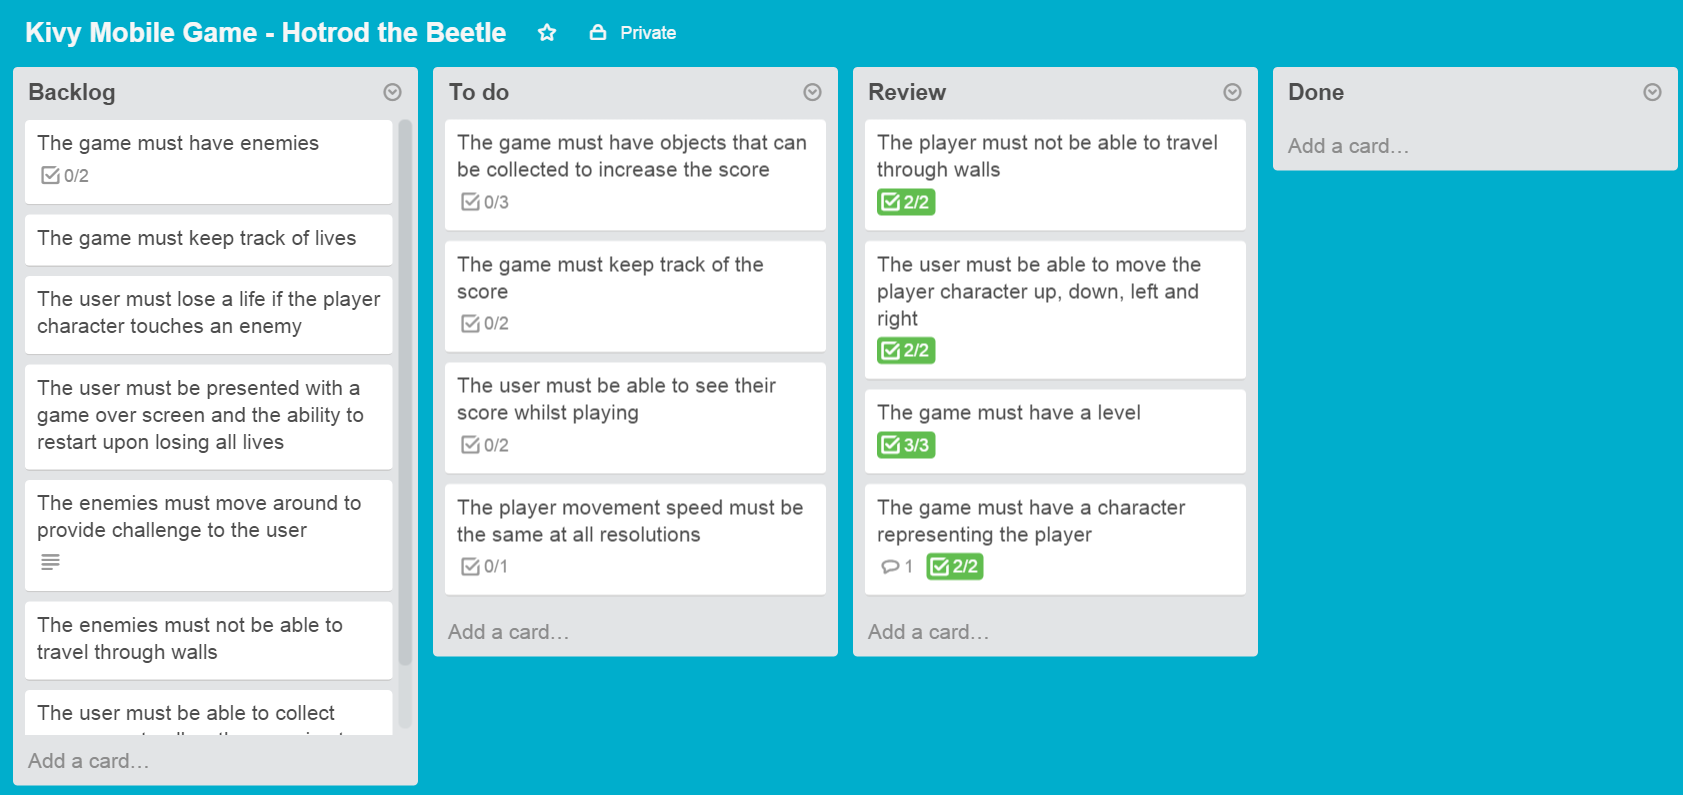 Kivy Mobile Game - Hotrod the Beetle
Private
Backlog
The game must have enemies
0/2
The game must keep track of lives
The user must lose a life if the player
character touches an enemy
The user must be presented with a
game over screen and the ability to
restart upon losing all lives
The enemies must move around to
provide challenge to the user
The enemies must not be able to
travel through walls
The user must be able to collect
Add a card…
To do
The game must have objects that can
be collected to increase the score
0/3
The game must keep track of the
score
0/2
The user must be able to see their
score whilst playing
0/2
The player movement speed must be
the same at all resolutions
0/1
Add a card…
Review
The player must not be able to travel
through walls
2/2
The user must be able to move the
player character up, down, left and
right
2/2
The game must have a level
3/3
The game must have a character
representing the player
1 2/2
Add a card…
Done
Add a card…